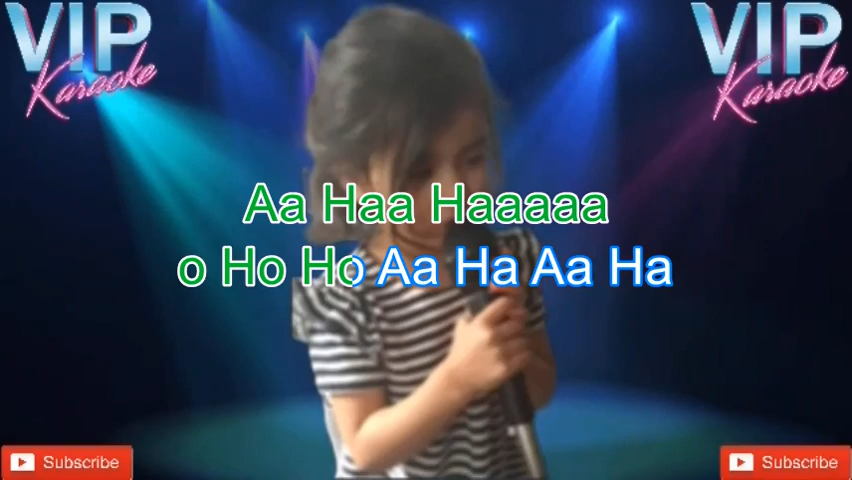 VIP
Karaoke
VIP
Karaoke
Aa Haa Haaaaa
o Ho Ho Aa Ha Aa Ha
Subscribe
Subscribe